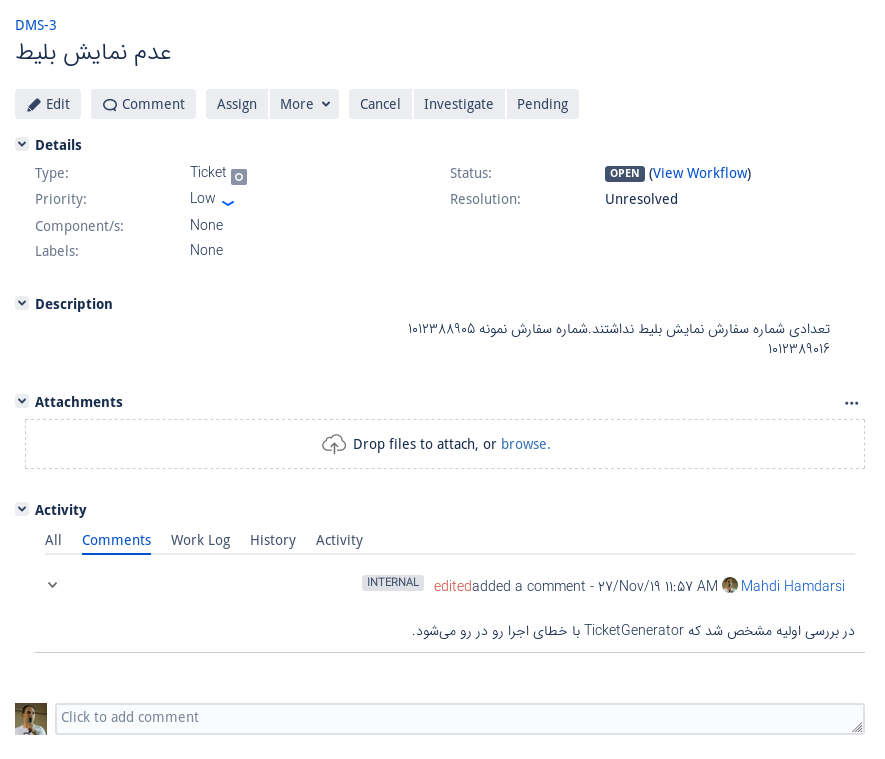 DMS-3
عدم نمایش بلیط
Edit Comment Assign More Cancel Investigate Pending
Details
Type: Ticket Status: OPEN (View Workflow)
Priority: Low Resolution: Unresolved
Component/s: None
Labels: None
Description
تعدادی شماره سفارش نمایش بلیط نداشتند.شماره سفارش نمونه ۱۰۱۲۳۸۸۹۰۵
۱۰۱۲۳۸۹۰۱۶
Attachments
Drop files to attach, or browse.
Activity
All Comments Work Log History Activity
INTERNAL editedadded a comment - ۲۷/Nov/۱۹ ۱۱:۵۷ AM Mahdi Hamdarsi
در بررسی اولیه مشخص شد که TicketGenerator با خطای اجرا رو در رو می‌شود.
Click to add comment